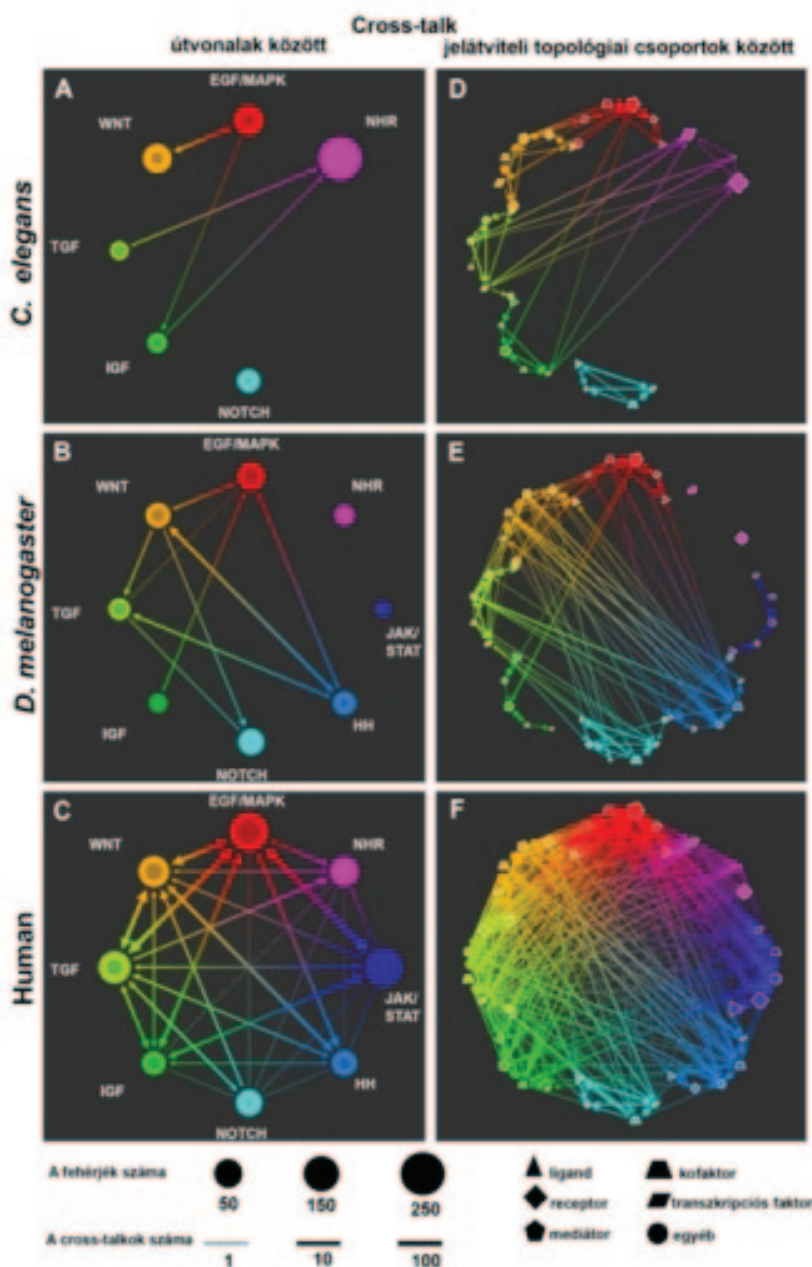 Cross-talk
útvonalak között
jelátviteli topológiai csoportok között
C. elegans
A
EGF/MAPK
WNT
NHR
TGF
IGF
NOTCH
D
D. melanogaster
B
EGF/MAPK
WNT
NHR
TGF
JAK/
STAT
IGF
HH
NOTCH
E
Human
C
EGF/MAPK
WNT
NHR
TGF
JAK/
STAT
IGF
HH
NOTCH
F
A fehérjék száma
50
150
250
A cross-talkok száma
1
10
100
ligand
kofaktor
receptor
transzkripciós faktor
mediátor
egyéb